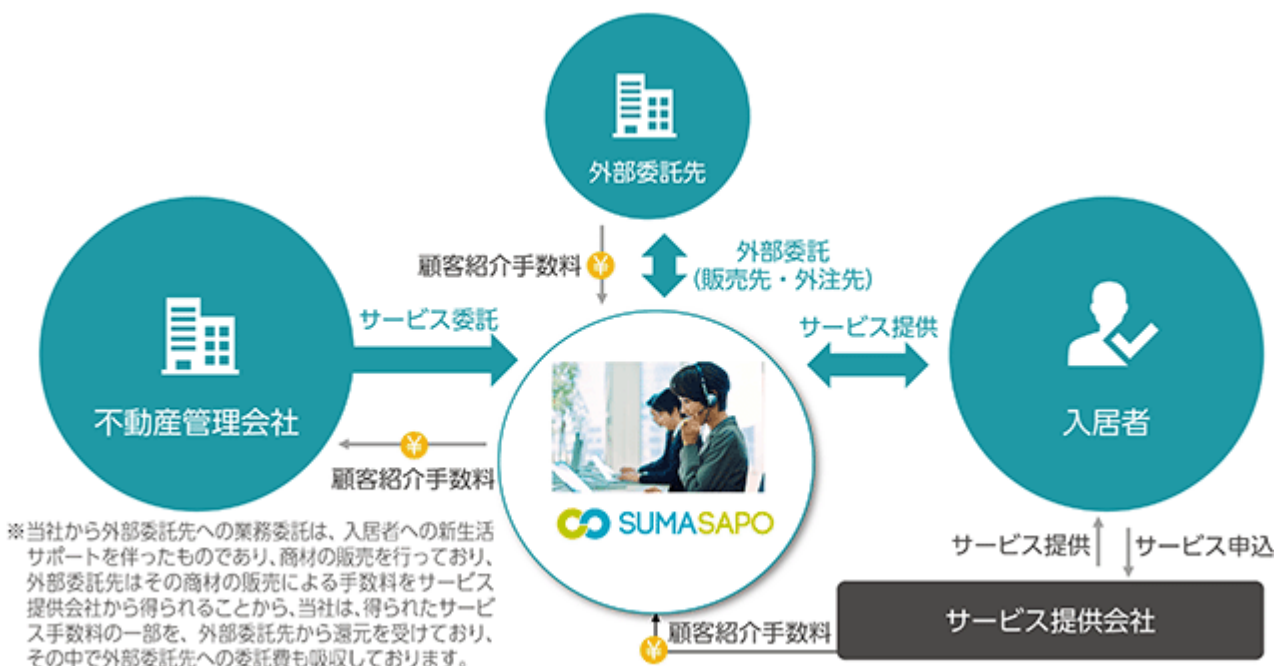 外部委託先
顧客紹介手数料
¥
外部委託
(販売先・外注先)
サービス委託
サービス提供
不動産管理会社
入居者
¥
顧客紹介手数料
SUMASAPO
※当社から外部委託先への業務委託は、入居者への新生活
サポートを伴ったものであり、商材の販売を行っており、
外部委託先はその商材の販売による手数料をサービス
提供会社から得られることから、当社は、得られたサービ
ス手数料の一部を、外部委託先から還元を受けており、
その中で外部委託先への委託費も吸収しております。
サービス提供
サービス申込
サービス提供会社
顧客紹介手数料
¥